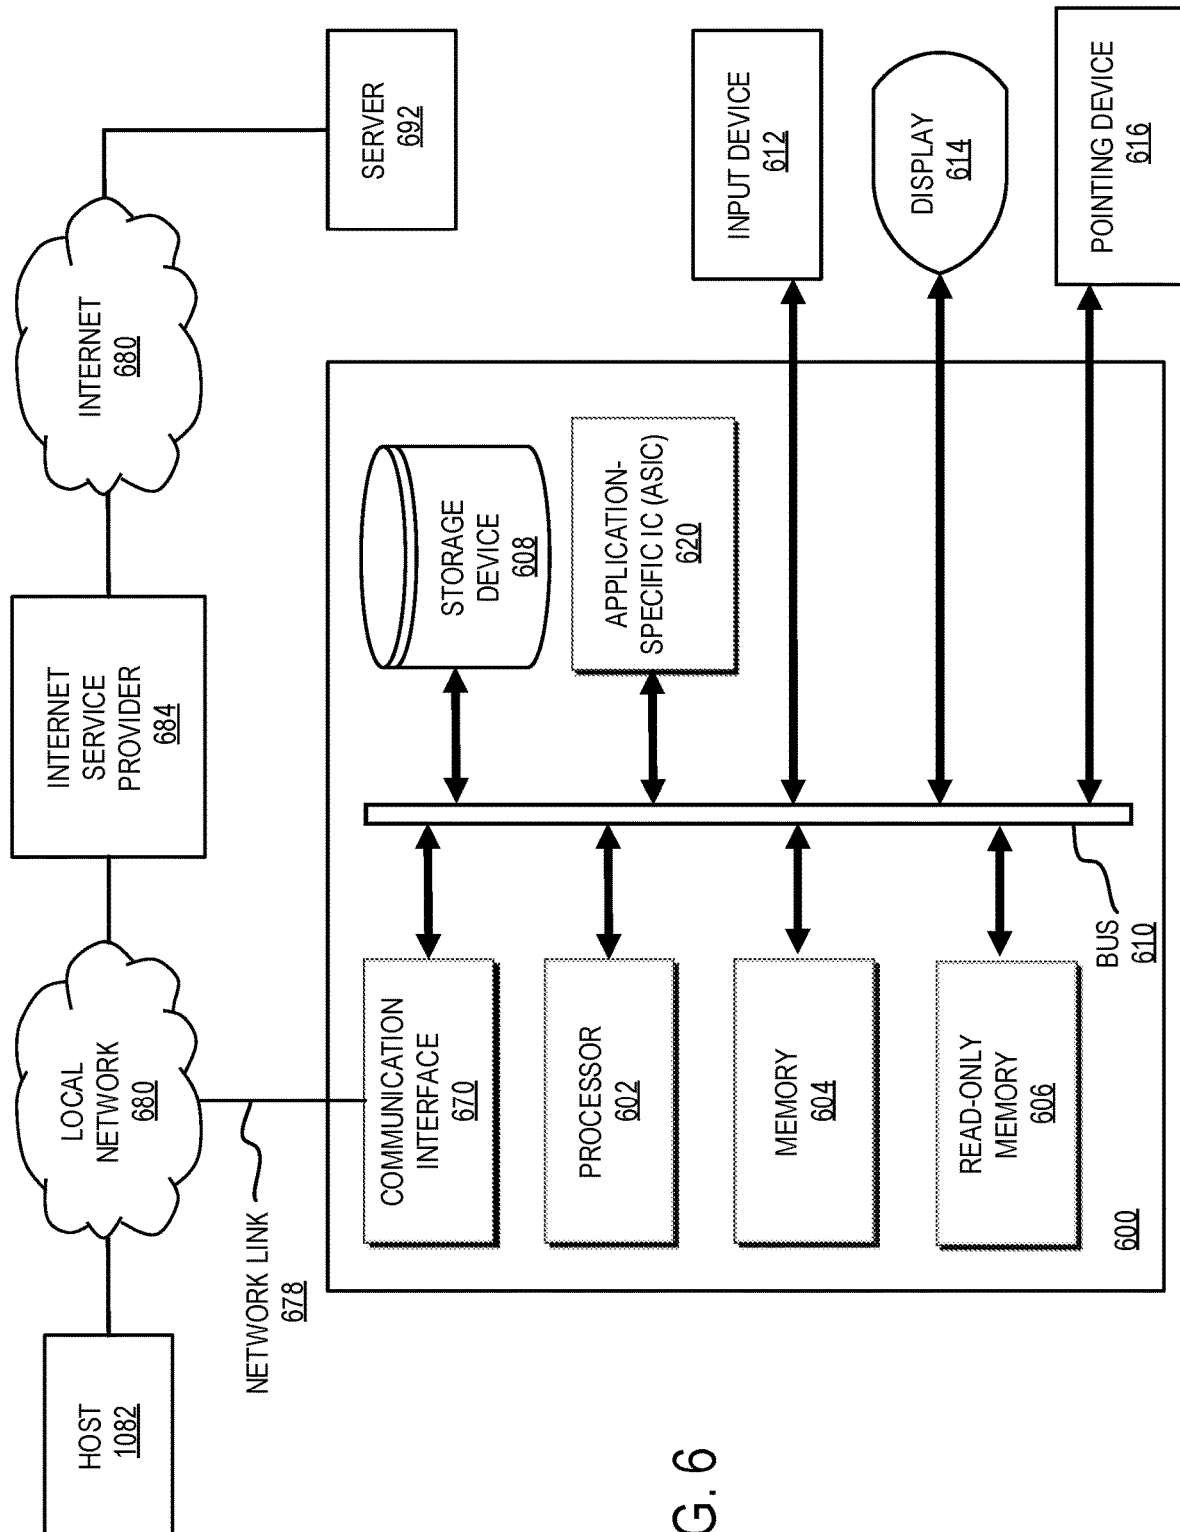 HOST
1082
LOCAL
NETWORK
680
INTERNET
SERVICE
PROVIDER
684
INTERNET
680
SERVER
692
NETWORK LINK
678
COMMUNICATION
INTERFACE
670
PROCESSOR
602
MEMORY
604
READ-ONLY
MEMORY
606
600
BUS
610
STORAGE
DEVICE
608
APPLICATION-
SPECIFIC IC (ASIC)
620
INPUT DEVICE
612
DISPLAY
614
POINTING DEVICE
616
G. 6